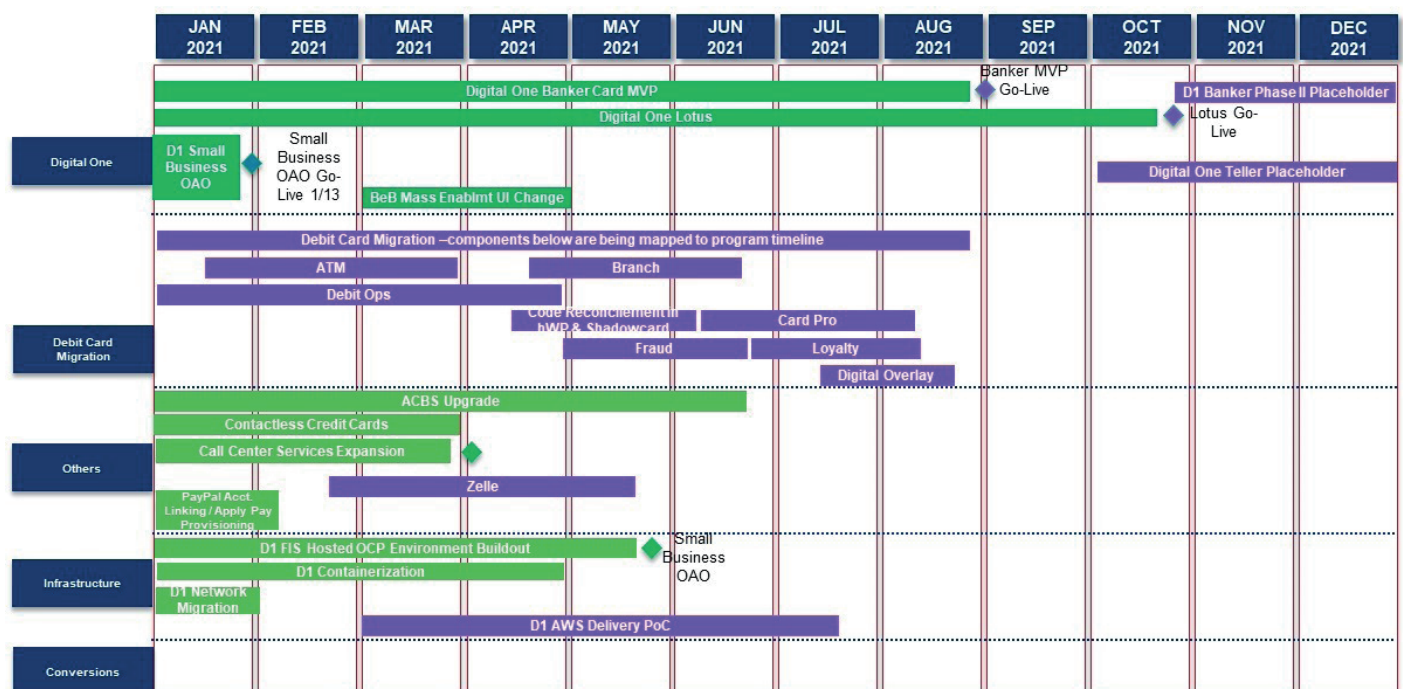 JAN 2021
FEB 2021
MAR 2021
APR 2021
MAY 2021
JUN 2021
JUL 2021
AUG 2021
SEP 2021
OCT 2021
NOV 2021
DEC 2021
Digital One
Digital One Banker Card MVP
Banker MVP
Go-Live
D1 Banker Phase II Placeholder
Digital One Lotus
Lotus Go-
Live
D1 Small
Business
OAO
Small
Business
OAO Go-
Live 1/13
Digital One Teller Placeholder
BeB Mass Enablmt UI Change
Debit Card
Migration
Debit Card Migration –components below are being mapped to program timeline
ATM
Branch
Debit Ops
Code Reconcilement in
hWP & Shadowcard
Card Pro
Fraud
Loyalty
Digital Overlay
Others
ACBS Upgrade
Contactless Credit Cards
Call Center Services Expansion
Zelle
PayPal Acct.
Linking / Apply Pay
Provisioning
Infrastructure
D1 FIS Hosted OCP Environment Buildout
Small
Business
OAO
D1 Containerization
D1 Network
Migration
D1 AWS Delivery PoC
Conversions